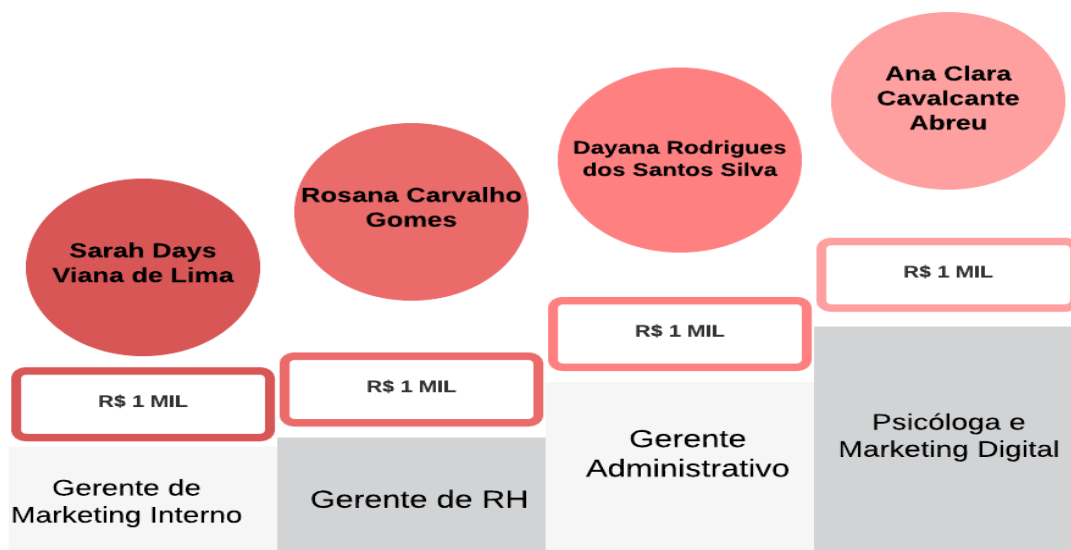 Sarah Days
Viana de Lima
R$ 1 MIL
Gerente de
Marketing Interno
Rosana Carvalho
Gomes
R$ 1 MIL
Gerente de RH
Dayana Rodrigues
dos Santos Silva
R$ 1 MIL
Gerente
Administrativo
Ana Clara
Cavalcante
Abreu
R$ 1 MIL
Psicóloga e
Marketing Digital